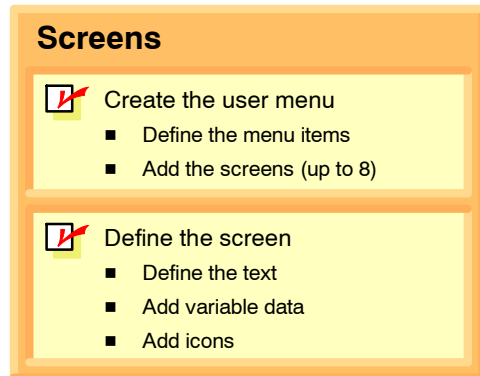 Screens
Create the user menu
■ Define the menu items
■ Add the screens (up to 8)
Define the screen
■ Define the text
■ Add variable data
■ Add icons